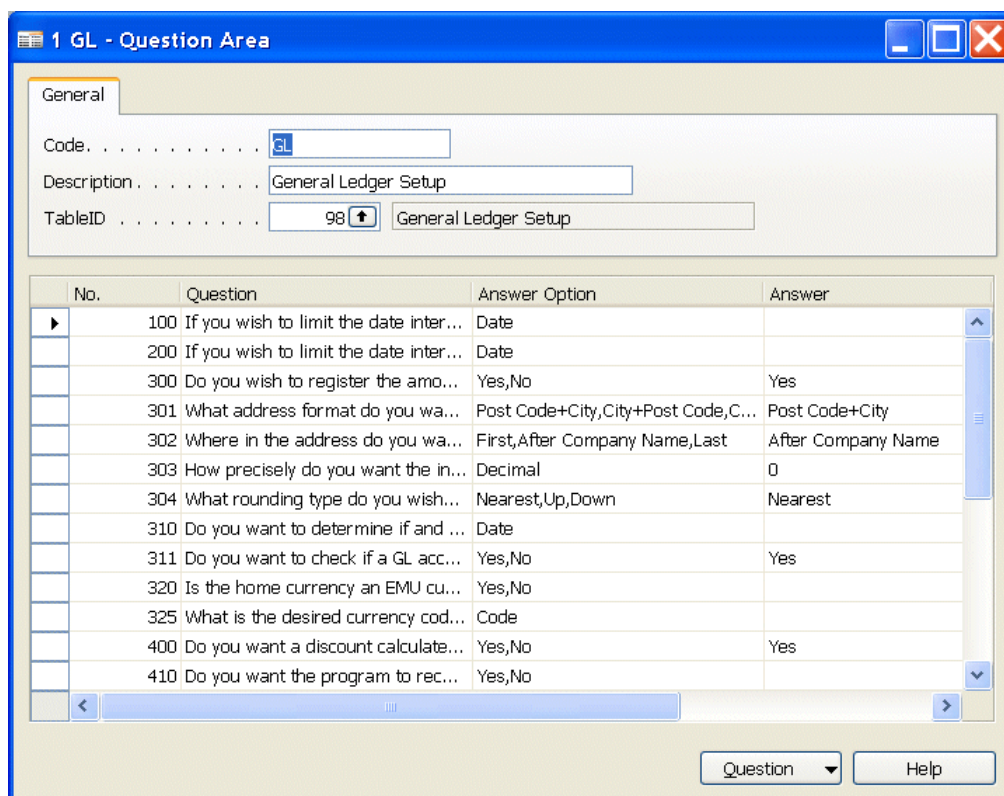 1 GL - Question Area
General
Code. . . . . . . . . . . GL
Description . . . . . . . . General Ledger Setup
TableID . . . . . . . . . 98 General Ledger Setup
No. Question Answer Option Answer
100 If you wish to limit the date inter... Date
200 If you wish to limit the date inter... Date
300 Do you wish to register the amo... Yes,No Yes
301 What address format do you wa... Post Code+City,City+Post Code,C... Post Code+City
302 Where in the address do you wa... First,After Company Name,Last After Company Name
303 How precisely do you want the in... Decimal 0
304 What rounding type do you wish... Nearest,Up,Down Nearest
310 Do you want to determine if and ... Date
311 Do you want to check if a GL acc... Yes,No Yes
320 Is the home currency an EMU cu... Yes,No
325 What is the desired currency cod... Code
400 Do you want a discount calculate... Yes,No Yes
410 Do you want the program to rec... Yes,No
Question Help